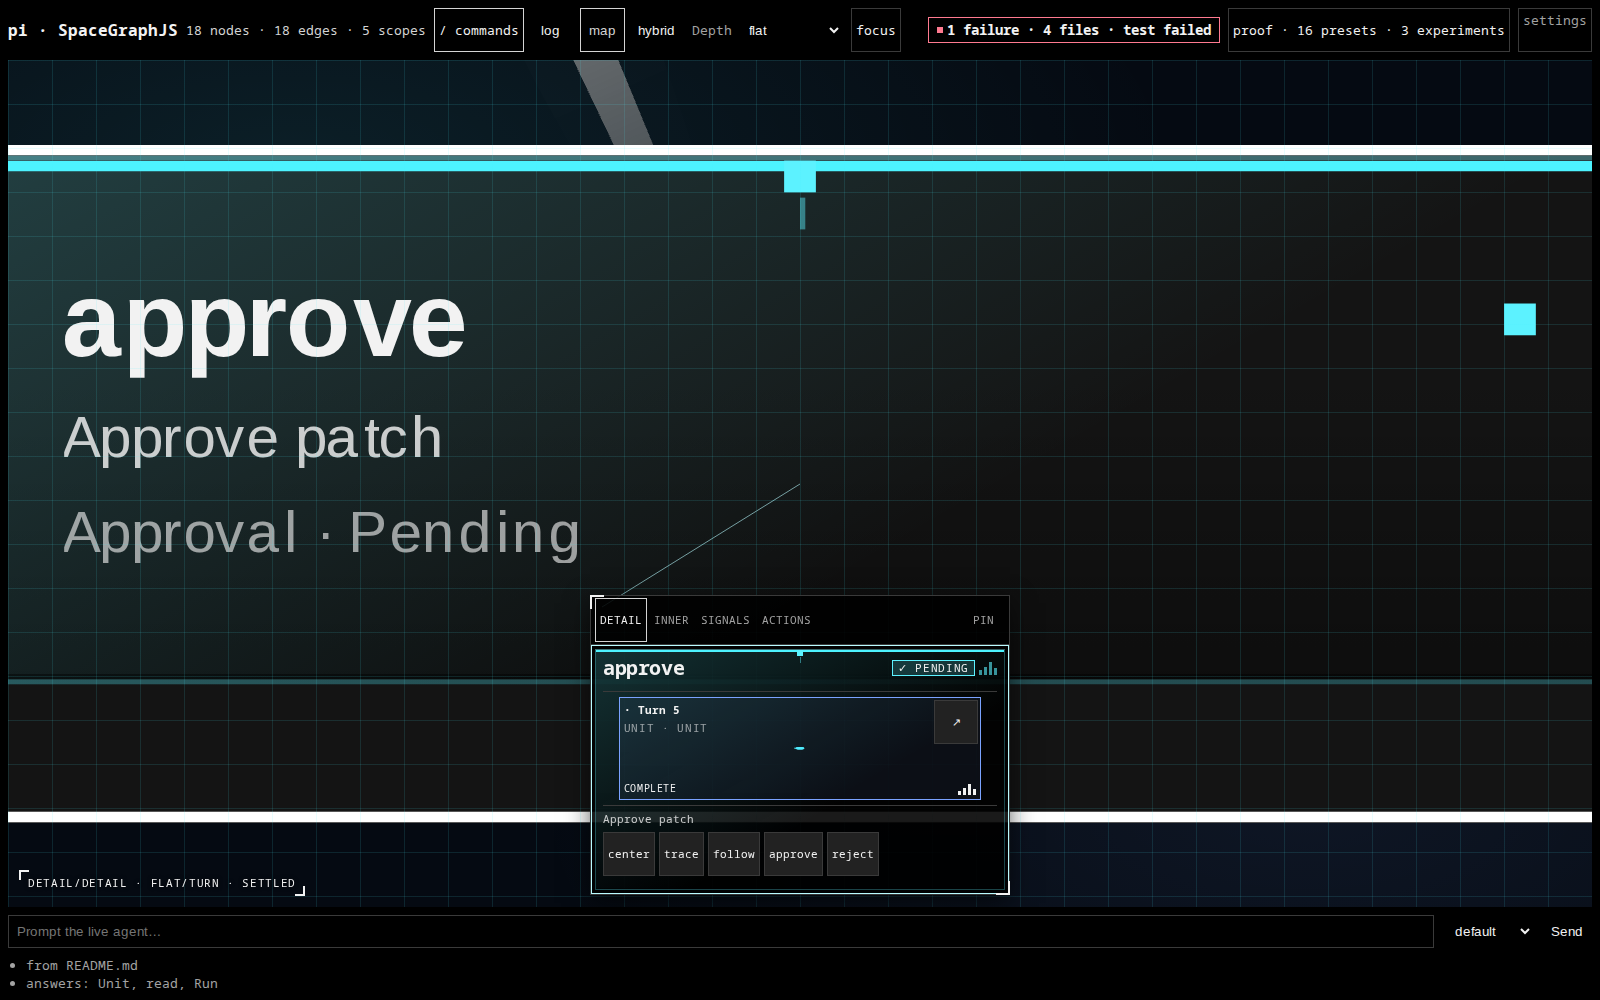 pi · SpaceGraphJS 18 nodes · 18 edges · 5 scopes / commands log map hybrid Depth flat focus 1 failure · 4 files · test failed proof · 16 presets · 3 experiments settings
approve
Approve patch
Approval · Pending
DETAIL INNER SIGNALS ACTIONS PIN
approve ✓ PENDING
· Turn 5
UNIT · UNIT
↗
COMPLETE
Approve patch
center trace follow approve reject
DETAIL/DETAIL · FLAT/TURN · SETTLED
Prompt the live agent… default Send
• from README.md
• answers: Unit, read, Run